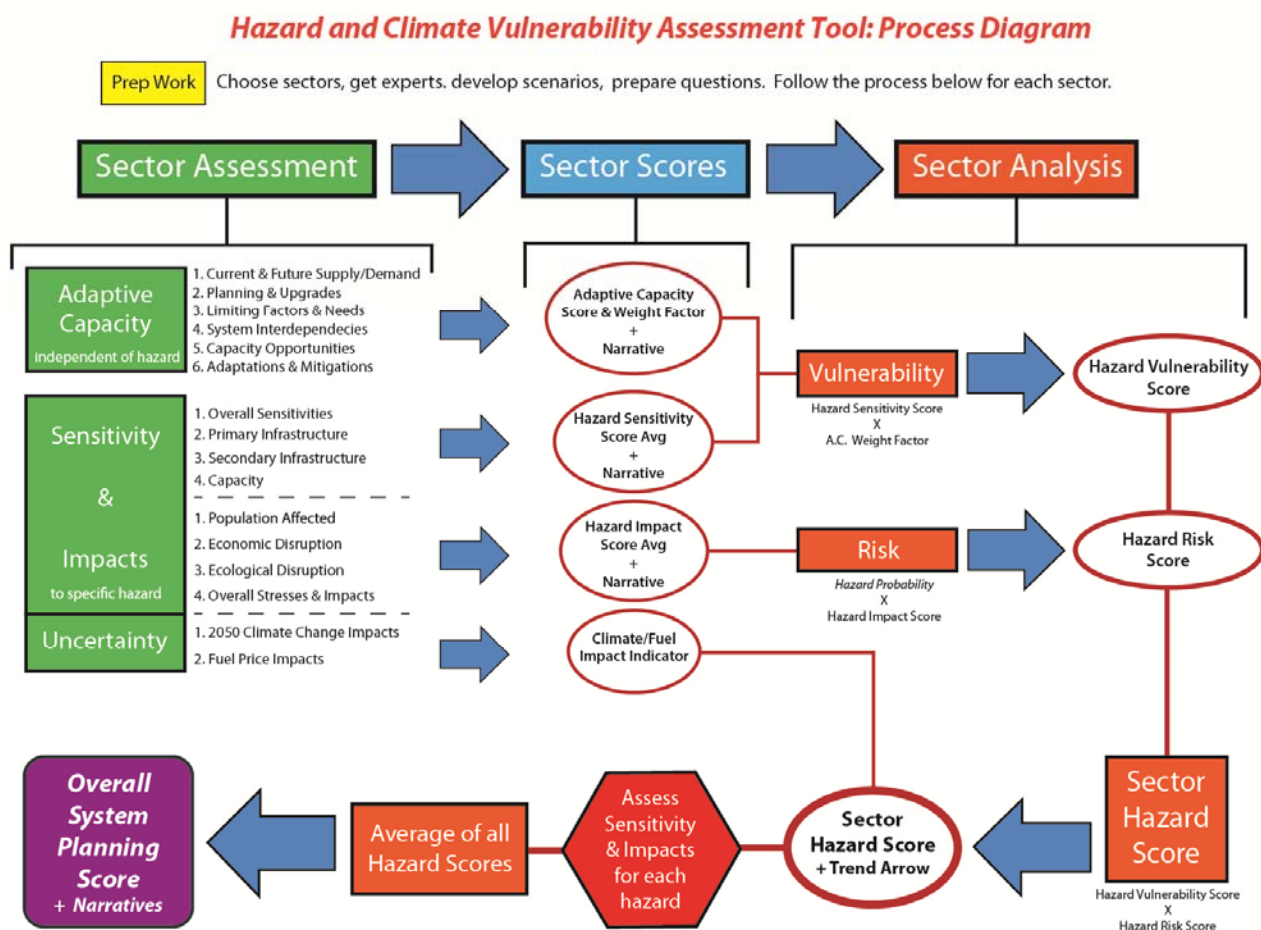 Hazard and Climate Vulnerability Assessment Tool: Process Diagram
Prep Work
Choose sectors, get experts. develop scenarios, prepare questions. Follow the process below for each sector.
Sector Assessment
Sector Scores
Sector Analysis
Adaptive
Capacity
independent of hazard
1. Current & Future Supply/Demand
2. Planning & Upgrades
3. Limiting Factors & Needs
4. System Interdependecies
5. Capacity Opportunities
6. Adaptations & Mitigations
Adaptive Capacity
Score & Weight Factor
+
Narrative
Vulnerability
Hazard Sensitivity Score
X
A.C. Weight Factor
Hazard Vulnerability
Score
Sensitivity
&
Impacts
to specific hazard
1. Overall Sensitivities
2. Primary Infrastructure
3. Secondary Infrastructure
4. Capacity
Hazard Sensitivity
Score Avg
+
Narrative
1. Population Affected
2. Economic Disruption
3. Ecological Disruption
4. Overall Stresses & Impacts
Hazard Impact
Score Avg
+
Narrative
Risk
Hazard Probability
X
Hazard Impact Score
Hazard Risk
Score
Uncertainty
1. 2050 Climate Change Impacts
2. Fuel Price Impacts
Climate/Fuel
Impact Indicator
Overall
System
Planning
Score
+ Narratives
Average of all
Hazard Scores
Assess
Sensitivity
& Impacts
for each
hazard
Sector
Hazard Score
+ Trend Arrow
Sector
Hazard
Score
Hazard Vulnerability Score
X
Hazard Risk Score